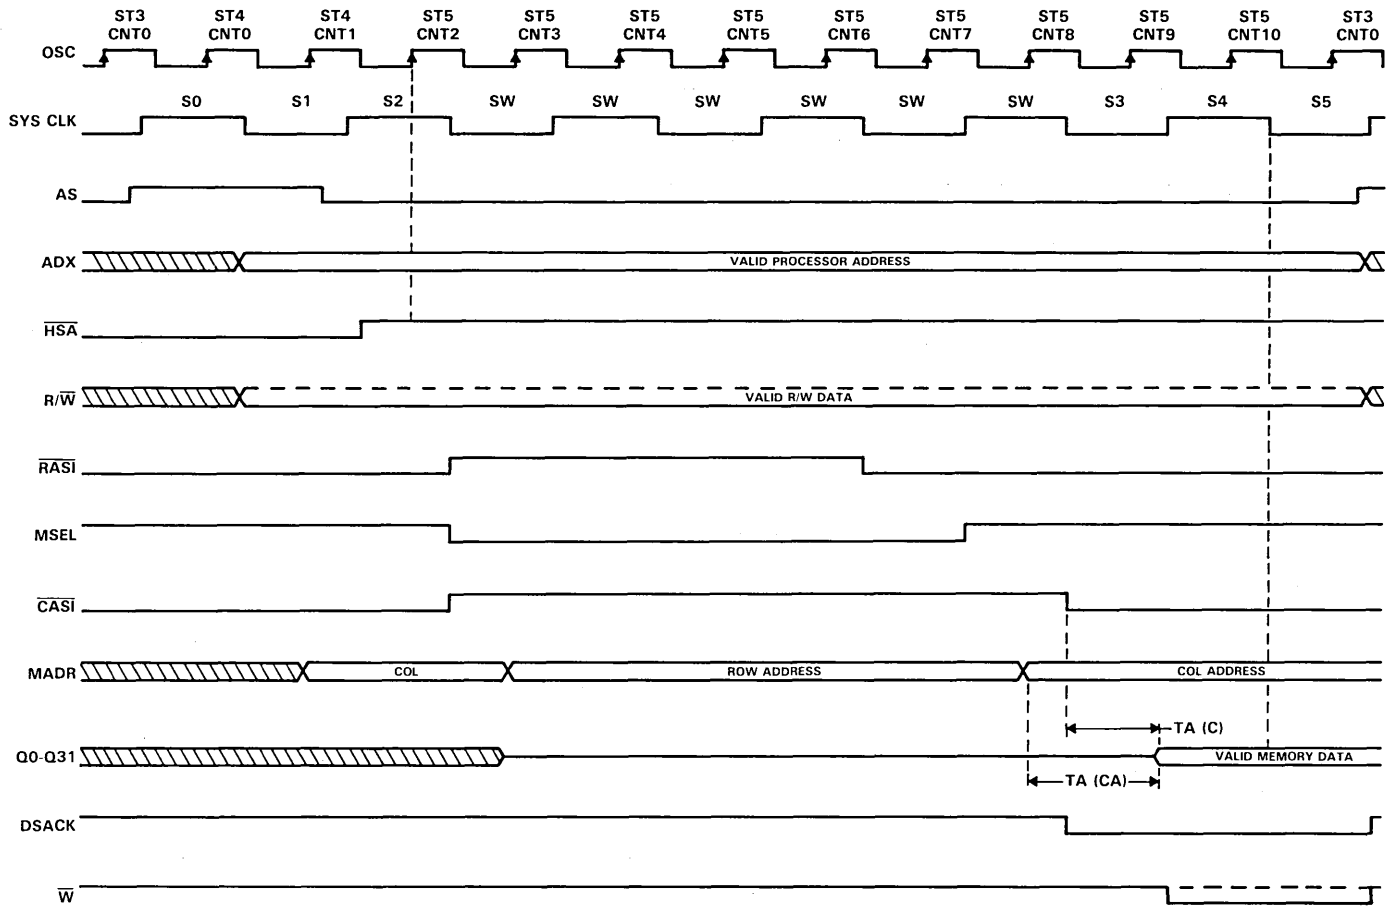 ST3 ST4 ST4 ST5 ST5 ST5 ST5 ST5 ST5 ST5 ST5 ST5 ST3
CNT0 CNT0 CNT1 CNT2 CNT3 CNT4 CNT5 CNT6 CNT7 CNT8 CNT9 CNT10 CNT0
OSC
S0 S1 S2 SW SW SW SW SW SW S3 S4 S5
SYS CLK
AS
ADX VALID PROCESSOR ADDRESS
H̅S̅A̅
R/W̅ VALID R/W DATA
R̅A̅S̅I̅
MSEL
C̅A̅S̅I̅
MADR COL ROW ADDRESS COL ADDRESS
TA (C)
Q0-Q31 VALID MEMORY DATA
TA (CA)
DSACK
W̅